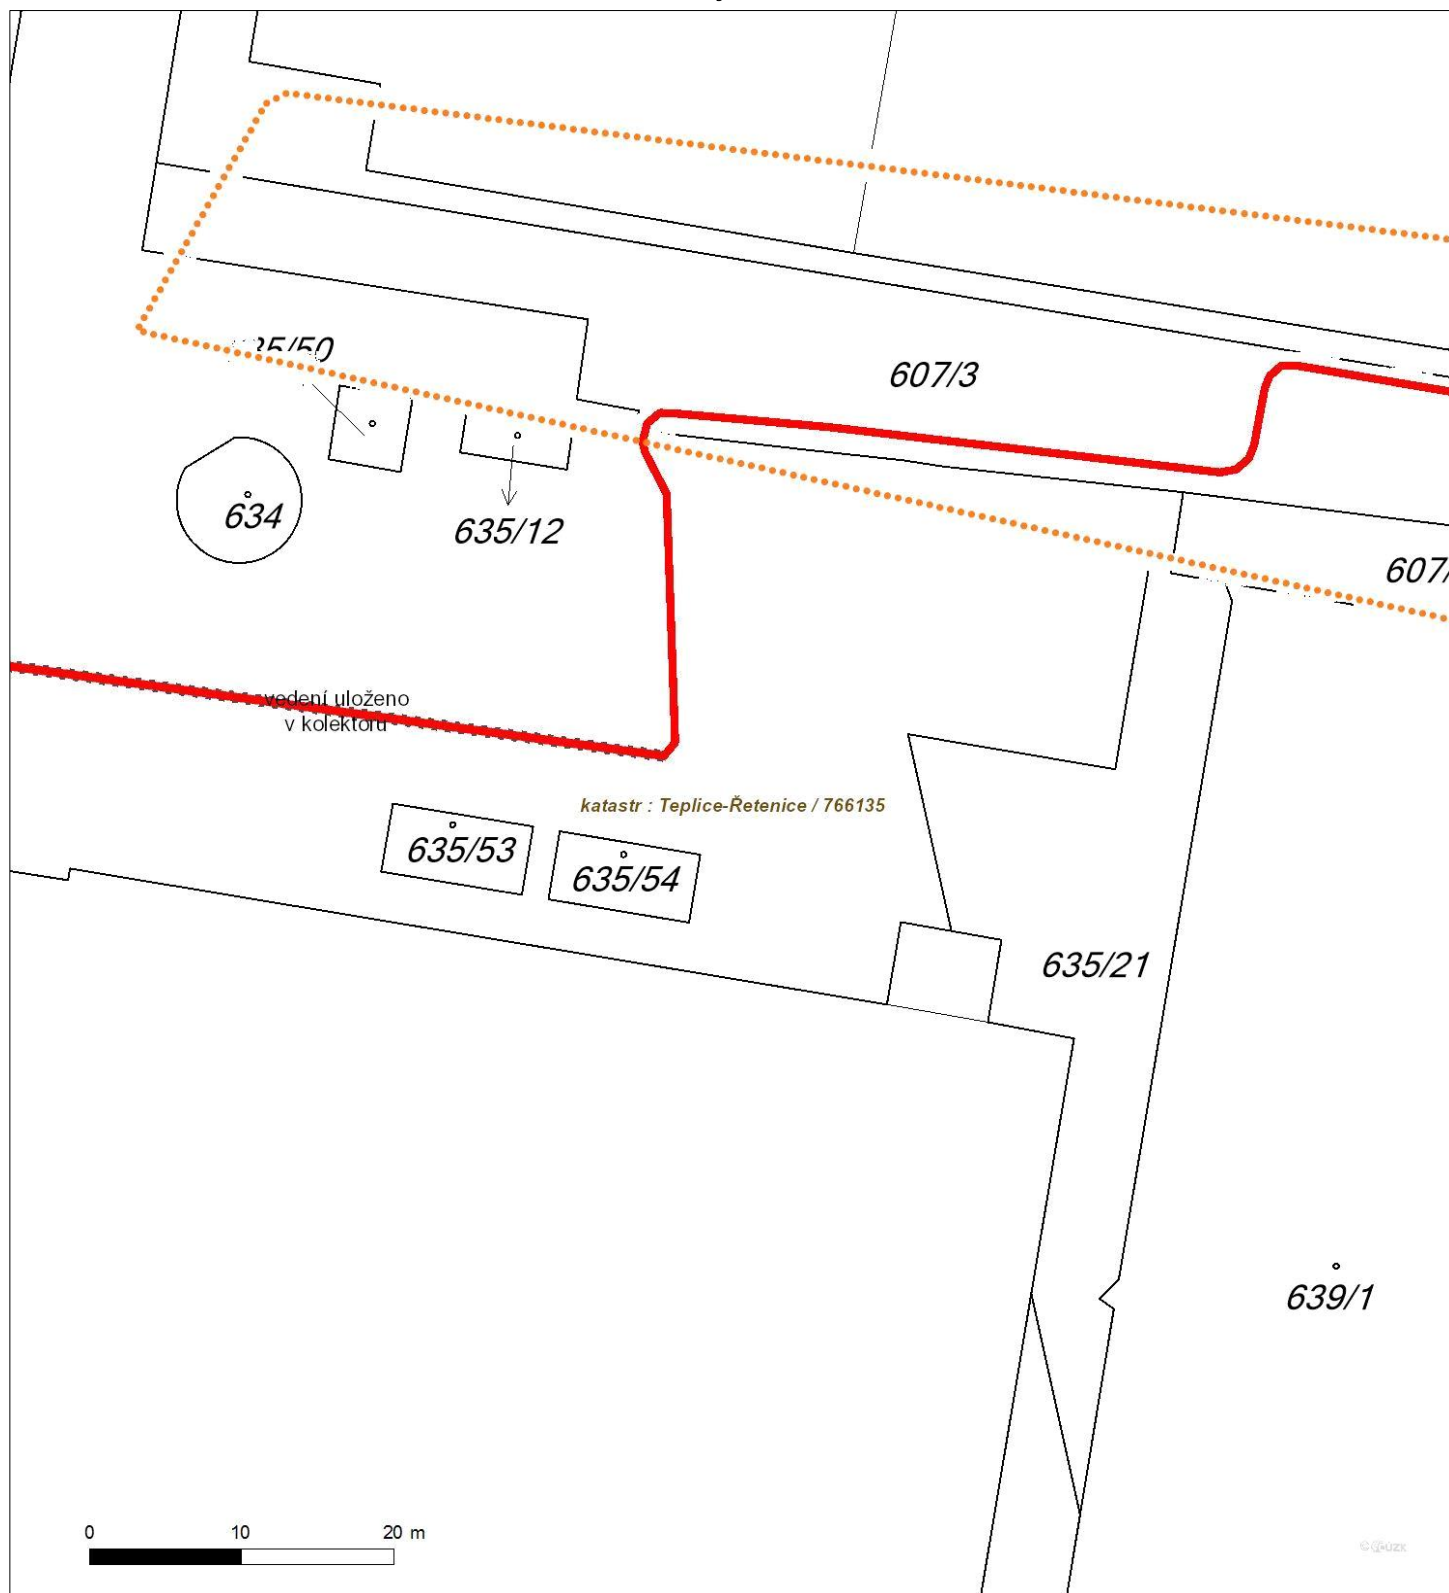 607/3
634
635/12
607/
vedení uloženo
v kolektoru
katastr : Teplice-Řetenice / 766135
635/53
635/54
635/21
639/1
0 10 20 m